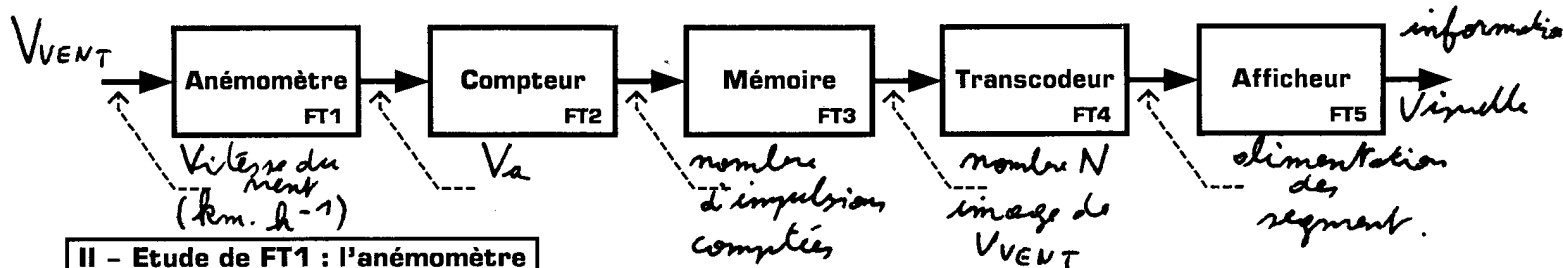 VVENT
Anémomètre
FT1
Compteur
FT2
Mémoire
FT3
Transcodeur
FT4
Afficheur
FT5
information
Visuelle
Vitesse du
vent
(km.h-1)
Va
nombre
d'impulsions
comptées
nombre N
image de
VVENT
alimentation
des
segment.
II – Etude de FT1 : l'anémomètre